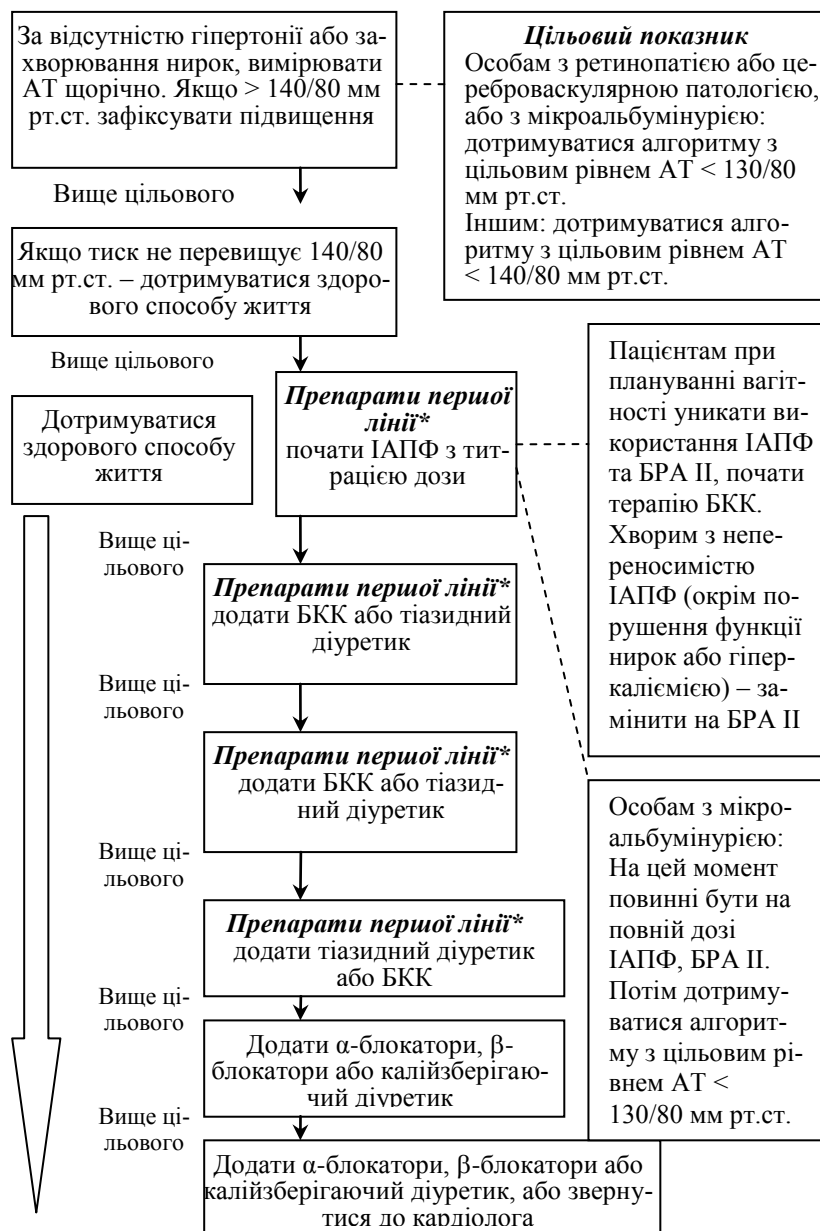 За відсутністю гіпертонії або за-
хворювання нирок, вимірювати
АТ щорічно. Якщо > 140/80 мм
рт.ст. зафіксувати підвищення
Цільовий показник
Особам з ретинопатією або це-
реброваскулярною патологією,
або з мікроальбумінурією:
дотримуватися алгоритму з
цільовим рівнем АТ < 130/80
мм рт.ст.
Іншим: дотримуватися алго-
ритму з цільовим рівнем АТ
< 140/80 мм рт.ст.
Вище цільового
Якщо тиск не перевищує 140/80
мм рт.ст. – дотримуватися здоро-
вого способу життя
Вище цільового
Дотримуватися
здорового способу
життя
Препарати першої
лінії*
почати ІАПФ з тит-
рацією дози
Пацієнтам при
плануванні вагіт-
ності уникати ви-
користання ІАПФ
та БРА ІІ, почати
терапію БКК.
Хворим з непе-
реносимістю
ІАПФ (окрім по-
рушення функції
нирок або гіпер-
каліємією) – за-
мінити на БРА ІІ
Вище ці-
льового
Препарати першої лінії*
додати БКК або тіазидний
діуретик
Вище ці-
льового
Препарати першої лінії*
додати БКК або тіазид-
ний діуретик
Вище ці-
льового
Препарати першої лінії*
додати тіазидний діуретик
або БКК
Особам з мікро-
альбумінурією:
На цей момент
повинні бути на
повній дозі
ІАПФ, БРА ІІ.
Потім дотриму-
ватися алгорит-
му з цільовим рі-
внем АТ <
130/80 мм рт.ст.
Вище ці-
льового
Додати α-блокатори, β-
блокатори або калійзберігаю-
чий діуретик
Вище ці-
льового
Додати α-блокатори, β-блокатори або
калійзберігаючий діуретик, або зверну-
тися до кардіолога